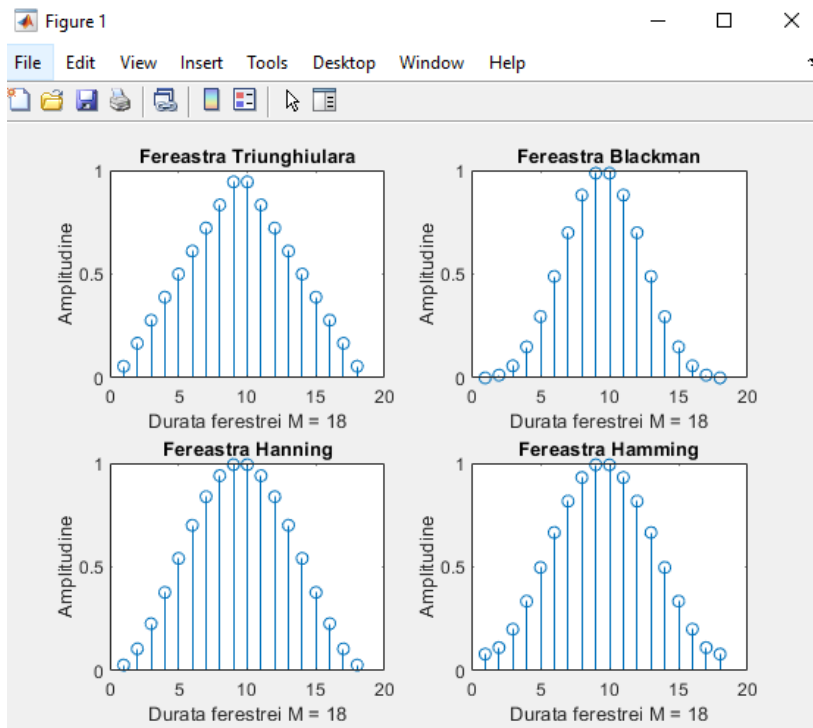 Figure 1
File Edit View Insert Tools Desktop Window Help
Fereastra Triunghiulara
1
0.5
0
Amplitudine
0 5 10 15 20
Durata ferestrei M = 18
Fereastra Blackman
1
0.5
0
Amplitudine
0 5 10 15 20
Durata ferestrei M = 18
Fereastra Hanning
1
0.5
0
Amplitudine
0 5 10 15 20
Durata ferestrei M = 18
Fereastra Hamming
1
0.5
0
Amplitudine
0 5 10 15 20
Durata ferestrei M = 18